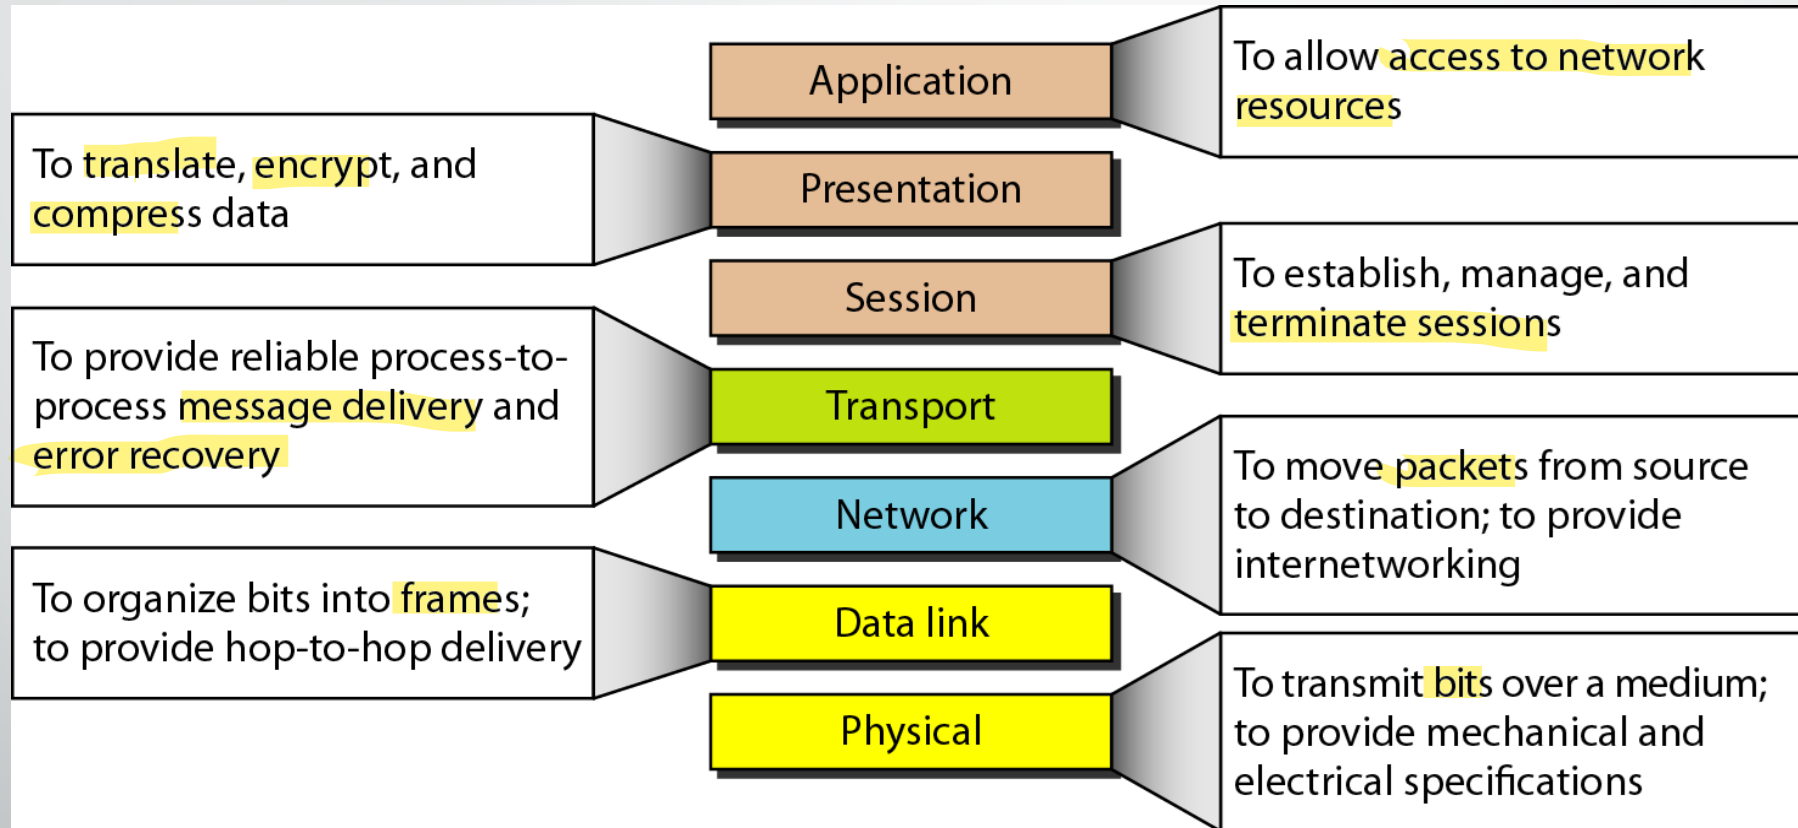 Application
To allow access to network
resources
To translate, encrypt, and
compress data
Presentation
Session
To establish, manage, and
terminate sessions
To provide reliable process-to-
process message delivery and
error recovery
Transport
Network
To move packets from source
to destination; to provide
internetworking
To organize bits into frames;
to provide hop-to-hop delivery
Data link
Physical
To transmit bits over a medium;
to provide mechanical and
electrical specifications